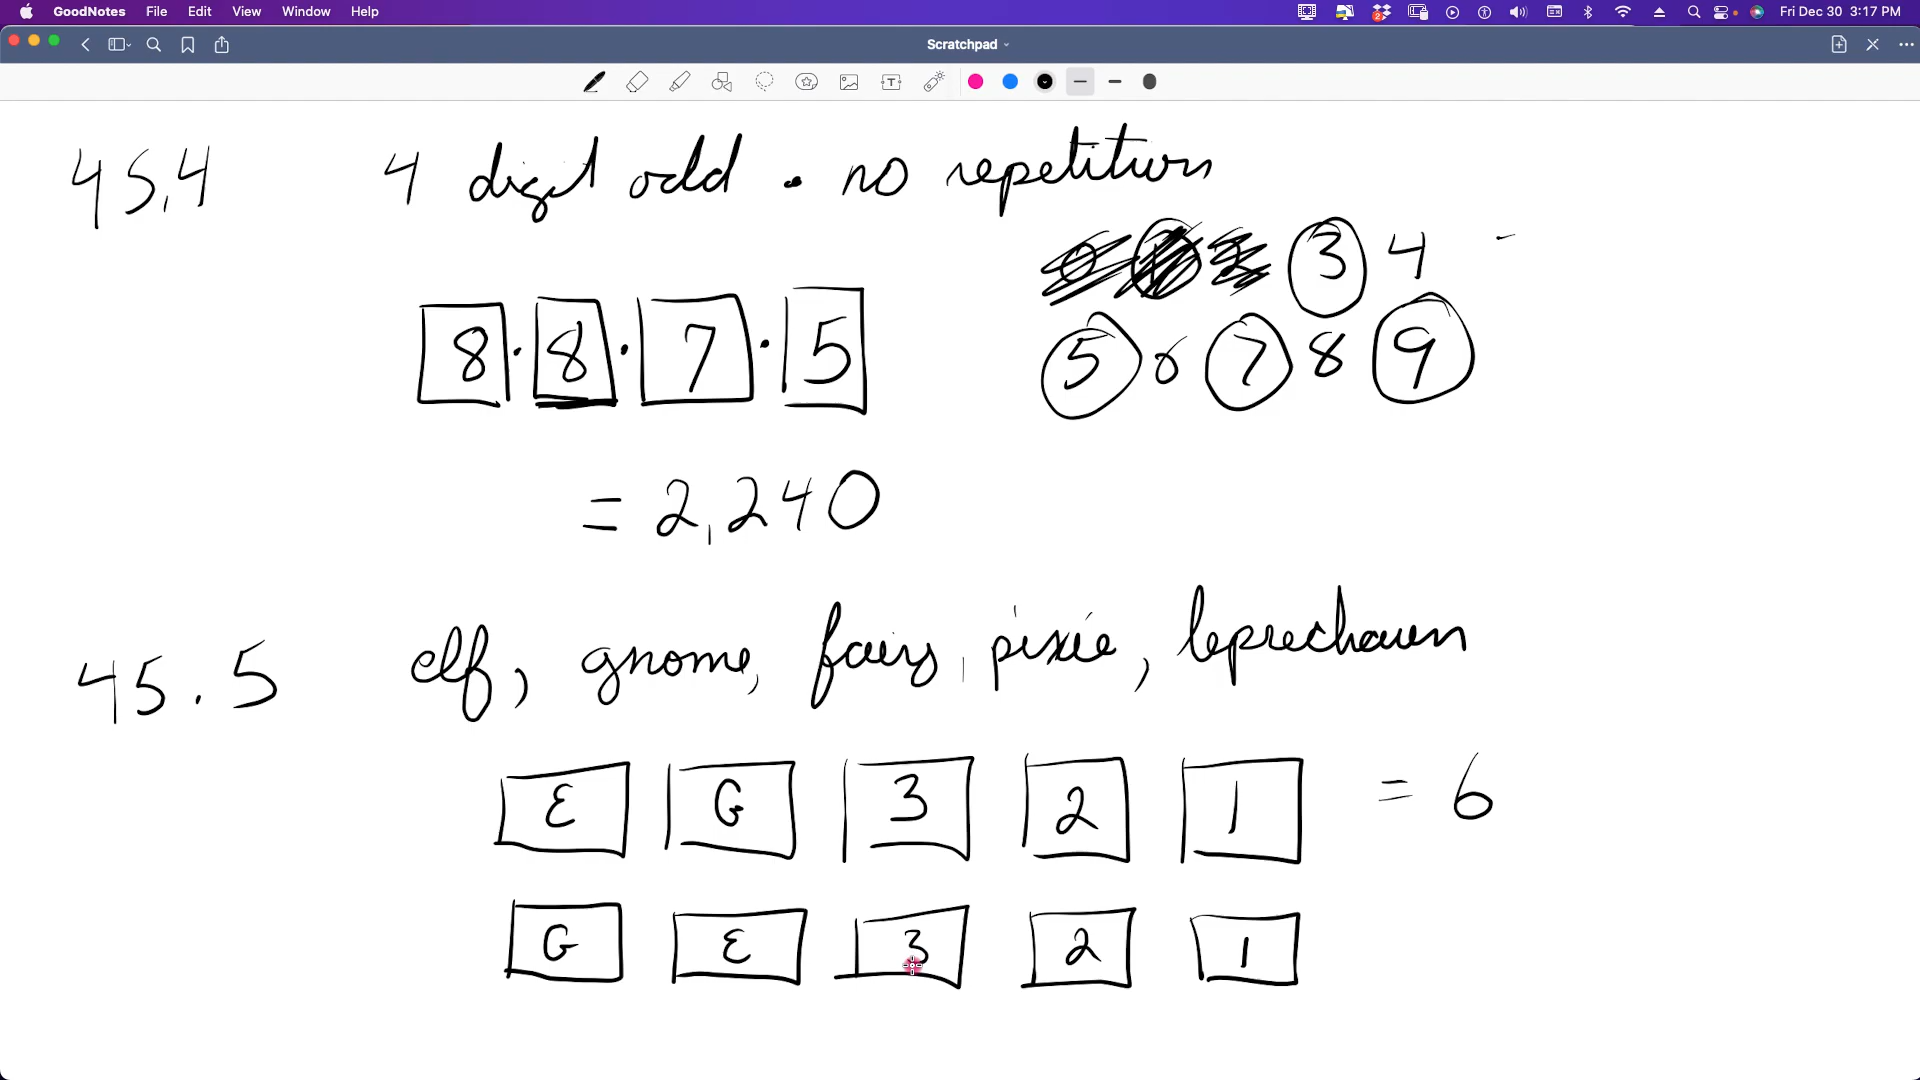 GoodNotes File Edit View Window Help Fri Dec 30 3:17 PM
Scratchpad
45.4 4 digit odd • no repetition
3 4
8 · 8 · 7 · 5
5 6 7 8 9
= 2,240
45.5 elf, gnome, fairy, pixie, leprechaun
E G 3 2 1 = 6
G E 3 2 1